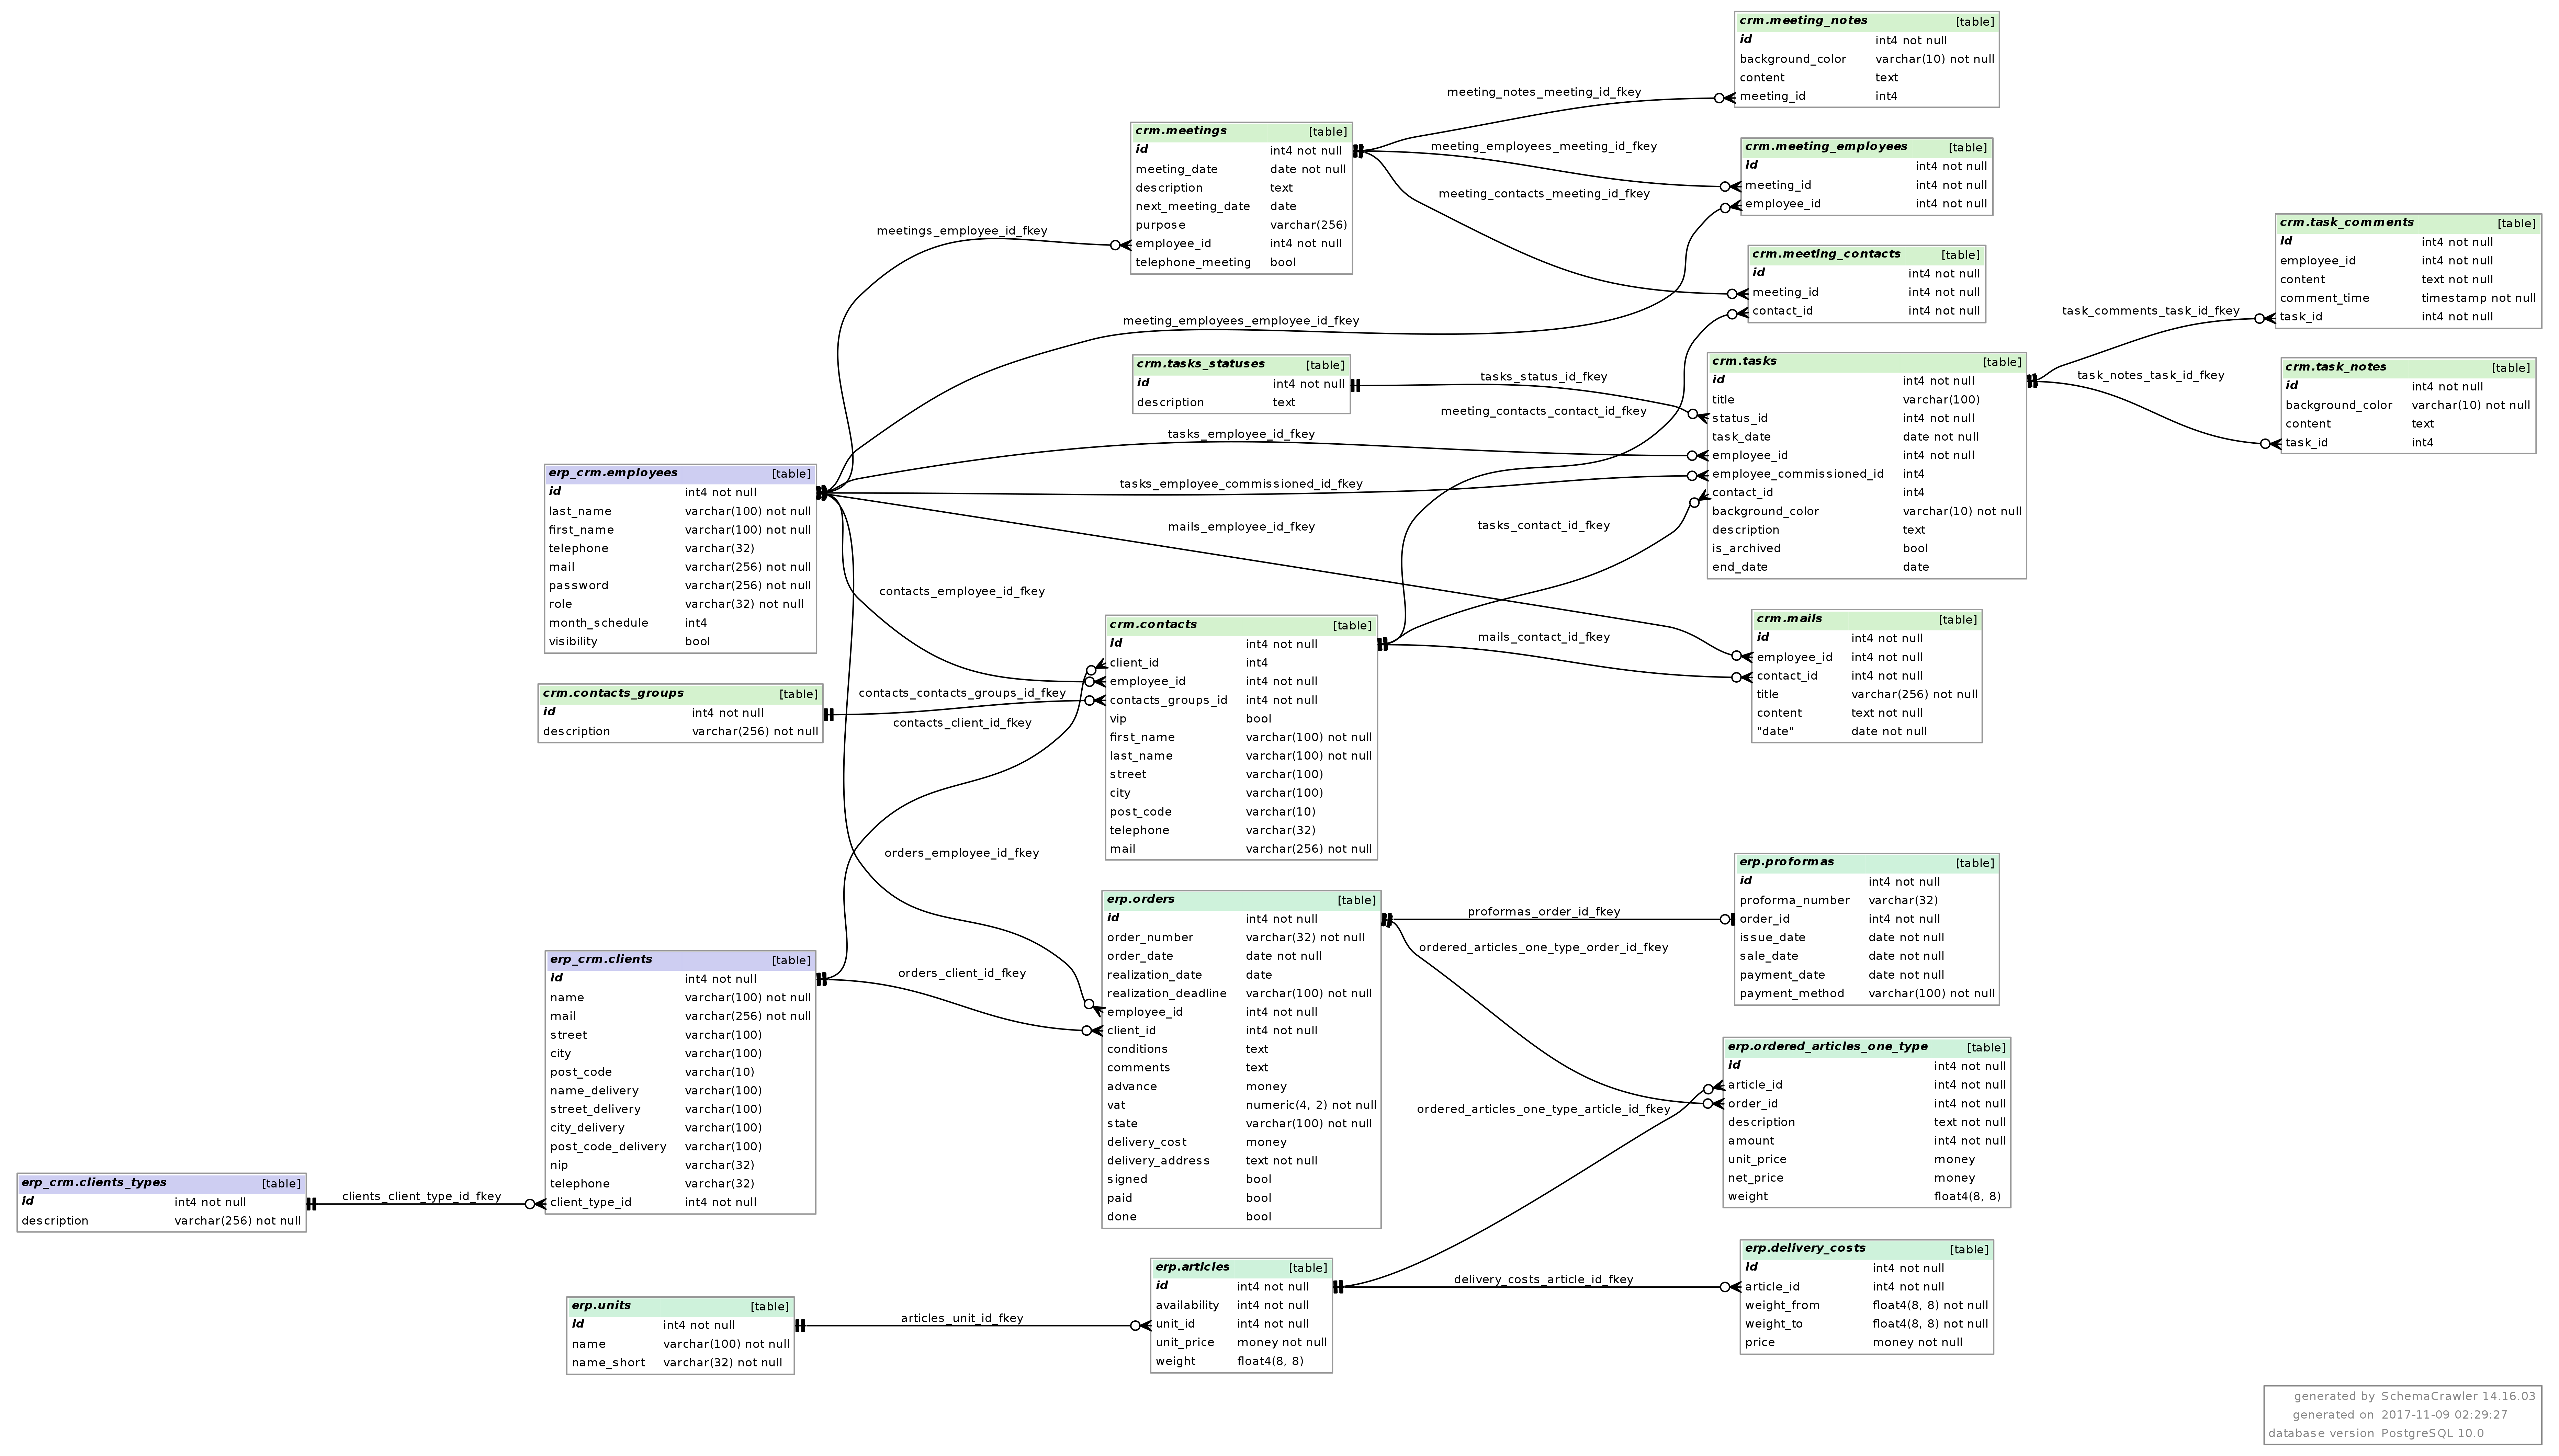 crm.meeting_notes [table]
id int4 not null
background_color varchar(10) not null
content text
meeting_id int4
meeting_notes_meeting_id_fkey
crm.meetings [table]
id int4 not null
meeting_date date not null
description text
next_meeting_date date
purpose varchar(256)
employee_id int4 not null
telephone_meeting bool
meeting_employees_meeting_id_fkey
meeting_contacts_meeting_id_fkey
crm.meeting_employees [table]
id int4 not null
meeting_id int4 not null
employee_id int4 not null
meetings_employee_id_fkey
crm.meeting_contacts [table]
id int4 not null
meeting_id int4 not null
contact_id int4 not null
crm.task_comments [table]
id int4 not null
employee_id int4 not null
content text not null
comment_time timestamp not null
task_id int4 not null
task_comments_task_id_fkey
meeting_employees_employee_id_fkey
crm.tasks_statuses [table]
id int4 not null
description text
tasks_status_id_fkey
meeting_contacts_contact_id_fkey
crm.tasks [table]
id int4 not null
title varchar(100)
status_id int4 not null
task_date date not null
employee_id int4 not null
employee_commissioned_id int4
contact_id int4
background_color varchar(10) not null
description text
is_archived bool
end_date date
task_notes_task_id_fkey
crm.task_notes [table]
id int4 not null
background_color varchar(10) not null
content text
task_id int4
tasks_employee_id_fkey
tasks_employee_commissioned_id_fkey
mails_employee_id_fkey
tasks_contact_id_fkey
erp_crm.employees [table]
id int4 not null
last_name varchar(100) not null
first_name varchar(100) not null
telephone varchar(32)
mail varchar(256) not null
password varchar(256) not null
role varchar(32) not null
month_schedule int4
visibility bool
contacts_employee_id_fkey
crm.contacts [table]
id int4 not null
client_id int4
employee_id int4 not null
contacts_groups_id int4 not null
vip bool
first_name varchar(100) not null
last_name varchar(100) not null
street varchar(100)
city varchar(100)
post_code varchar(10)
telephone varchar(32)
mail varchar(256) not null
mails_contact_id_fkey
crm.mails [table]
id int4 not null
employee_id int4 not null
contact_id int4 not null
title varchar(256) not null
content text not null
"date" date not null
crm.contacts_groups [table]
id int4 not null
description varchar(256) not null
contacts_contacts_groups_id_fkey
contacts_client_id_fkey
orders_employee_id_fkey
erp.orders [table]
id int4 not null
order_number varchar(32) not null
order_date date not null
realization_date date
realization_deadline varchar(100) not null
employee_id int4 not null
client_id int4 not null
conditions text
comments text
advance money
vat numeric(4, 2) not null
state varchar(100) not null
delivery_cost money
delivery_address text not null
signed bool
paid bool
done bool
proformas_order_id_fkey
erp.proformas [table]
id int4 not null
proforma_number varchar(32)
order_id int4 not null
issue_date date not null
sale_date date not null
payment_date date not null
payment_method varchar(100) not null
ordered_articles_one_type_order_id_fkey
erp_crm.clients [table]
id int4 not null
name varchar(100) not null
mail varchar(256) not null
street varchar(100)
city varchar(100)
post_code varchar(10)
name_delivery varchar(100)
street_delivery varchar(100)
city_delivery varchar(100)
post_code_delivery varchar(100)
nip varchar(32)
telephone varchar(32)
client_type_id int4 not null
orders_client_id_fkey
erp.ordered_articles_one_type [table]
id int4 not null
article_id int4 not null
order_id int4 not null
description text not null
amount int4 not null
unit_price money
net_price money
weight float4(8, 8)
ordered_articles_one_type_article_id_fkey
erp_crm.clients_types [table]
id int4 not null
description varchar(256) not null
clients_client_type_id_fkey
erp.delivery_costs [table]
id int4 not null
article_id int4 not null
weight_from float4(8, 8) not null
weight_to float4(8, 8) not null
price money not null
erp.articles [table]
id int4 not null
availability int4 not null
unit_id int4 not null
unit_price money not null
weight float4(8, 8)
delivery_costs_article_id_fkey
erp.units [table]
id int4 not null
name varchar(100) not null
name_short varchar(32) not null
articles_unit_id_fkey
generated by SchemaCrawler 14.16.03
generated on 2017-11-09 02:29:27
database version PostgreSQL 10.0